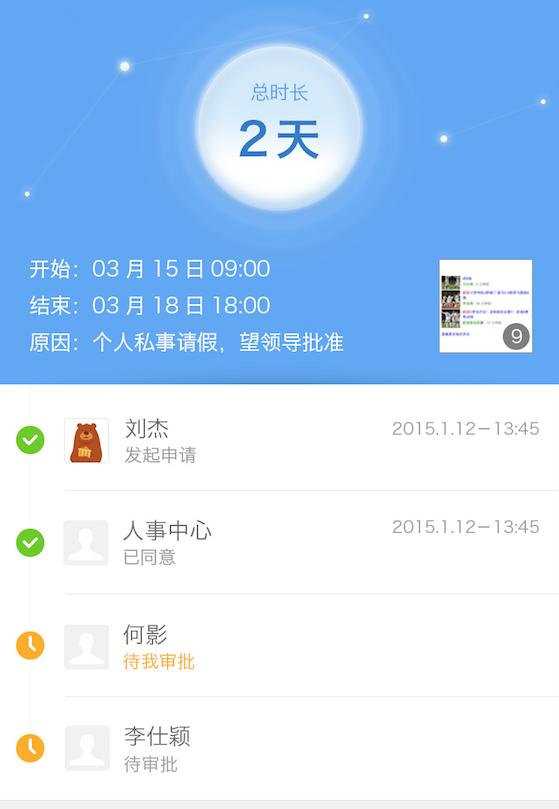 总时长
2天
开始：03 月 15 日 09:00
结束：03 月 18 日 18:00
原因：个人私事请假，望领导批准
9
刘杰
2015.1.12－13:45
发起申请
人事中心
2015.1.12－13:45
已同意
何影
待我审批
李仕颖
待审批